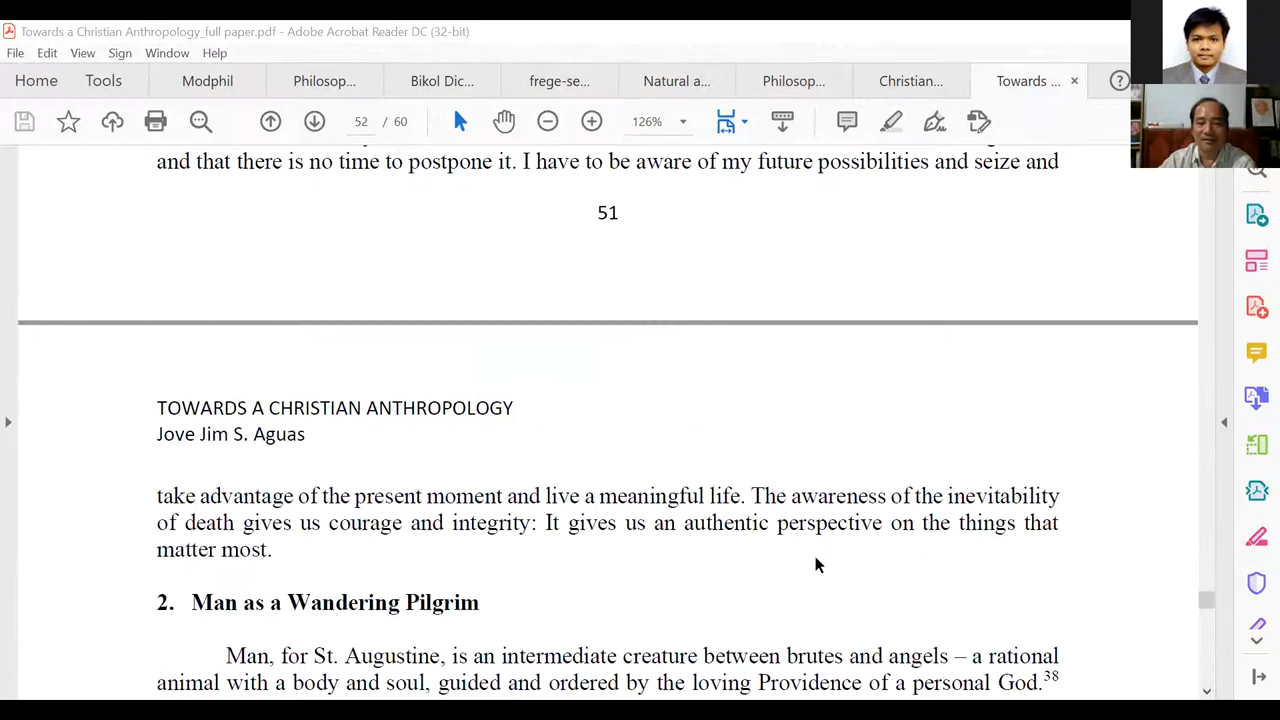 Towards a Christian Anthropology_full paper.pdf - Adobe Acrobat Reader DC (32-bit)
File Edit View Sign Window Help
Home Tools Modphil Philosop... Bikol Dic... frege-se... Natural a... Philosop... Christian... Towards ... × ?
52 / 60 126%
and that there is no time to postpone it. I have to be aware of my future possibilities and seize and
51
TOWARDS A CHRISTIAN ANTHROPOLOGY
Jove Jim S. Aguas
take advantage of the present moment and live a meaningful life. The awareness of the inevitability
of death gives us courage and integrity: It gives us an authentic perspective on the things that
matter most.
2. Man as a Wandering Pilgrim
Man, for St. Augustine, is an intermediate creature between brutes and angels – a rational
animal with a body and soul, guided and ordered by the loving Providence of a personal God.38